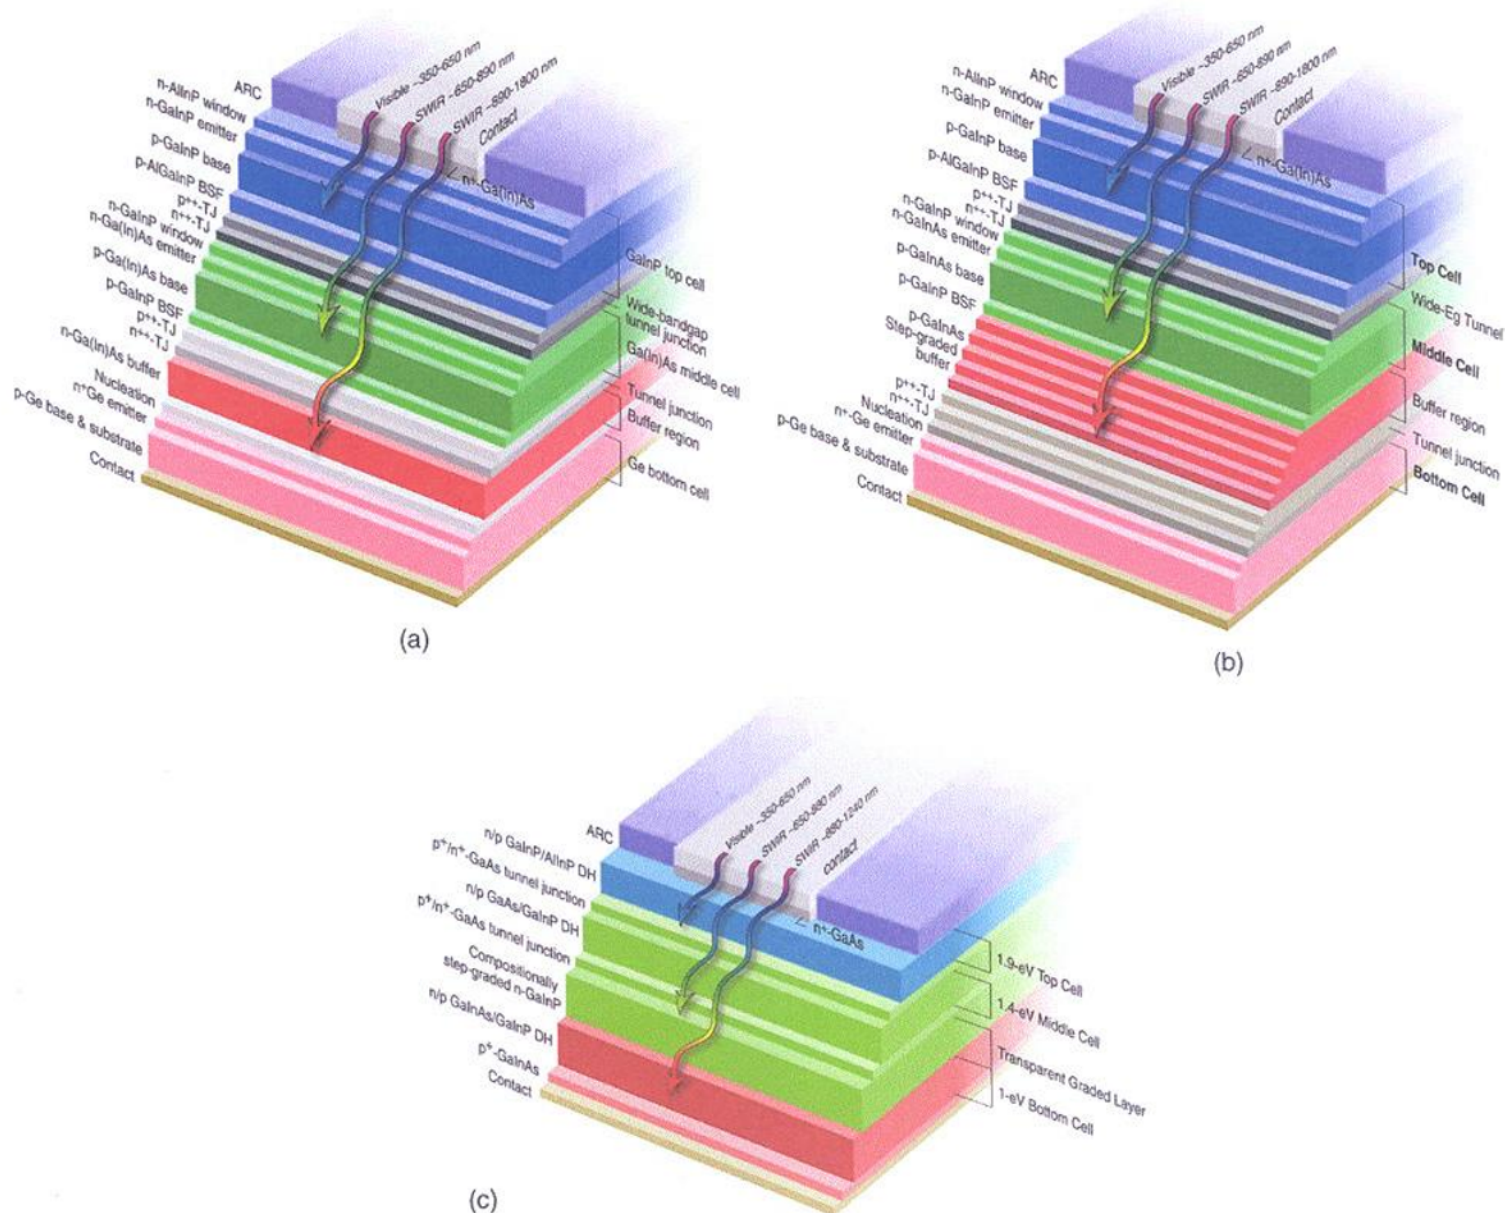 Visible ~350-650 nm
SWIR ~650-890 nm
SWIR ~890-1800 nm
Contact
n⁺-Ga(In)As
ARC
n-AlInP window
n-GaInP emitter
p-GaInP base
p-AlGaInP BSF
p⁺⁺-TJ
n⁺⁺-TJ
n-GaInP window
n-Ga(In)As emitter
p-Ga(In)As base
p-GaInP BSF
p⁺⁺-TJ
n⁺⁺-TJ
n-Ga(In)As buffer
Nucleation
n⁺Ge emitter
p-Ge base & substrate
Contact
GaInP top cell
Wide-bandgap
tunnel junction
Ga(In)As middle cell
Tunnel junction
Buffer region
Ge bottom cell
(a)
Visible ~350-650 nm
SWIR ~650-890 nm
SWIR ~890-1800 nm
Contact
n⁺-Ga(In)As
ARC
n-AlInP window
n-GaInP emitter
p-GaInP base
p-AlGaInP BSF
p⁺⁺-TJ
n⁺⁺-TJ
n-GaInP window
n-GaInAs emitter
p-GaInAs base
p-GaInP BSF
p-GaInAs
Step-graded
buffer
p⁺⁺-TJ
n⁺⁺-TJ
Nucleation
n⁺-Ge emitter
p-Ge base & substrate
Contact
Top Cell
Wide-Eg Tunnel
Middle Cell
Buffer region
Tunnel junction
Bottom Cell
(b)
Visible ~350-650 nm
SWIR ~650-880 nm
SWIR ~880-1240 nm
contact
n⁺-GaAs
ARC
n/p GaInP/AlInP DH
p⁺/n⁺-GaAs tunnel junction
n/p GaAs/GaInP DH
p⁺/n⁺-GaAs tunnel junction
Compositionally
step-graded n-GaInP
n/p GaInAs/GaInP DH
p⁺-GaInAs
Contact
1.9-eV Top Cell
1.4-eV Middle Cell
Transparent Graded Layer
1-eV Bottom Cell
(c)